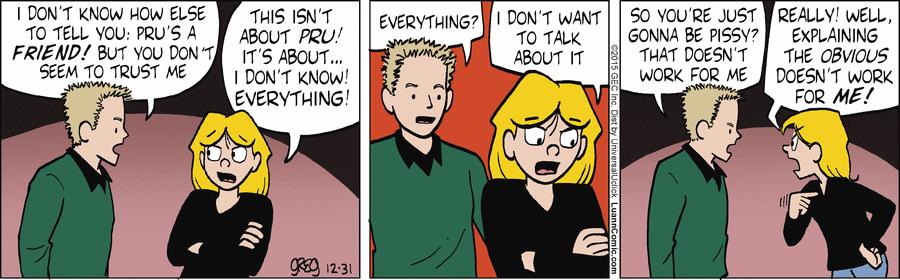 I DON'T KNOW HOW ELSE
TO TELL YOU: PRU'S A
FRIEND! BUT YOU DON'T
SEEM TO TRUST ME
THIS ISN'T
ABOUT PRU!
IT'S ABOUT...
I DON'T KNOW!
EVERYTHING!
GREG 12·31
EVERYTHING?
I DON'T WANT
TO TALK
ABOUT IT
©2015 GEC Inc. Dist by UniversalUclick LuannComic.com
SO YOU'RE JUST
GONNA BE PISSY?
THAT DOESN'T
WORK FOR ME
REALLY! WELL,
EXPLAINING
THE OBVIOUS
DOESN'T WORK
FOR ME!